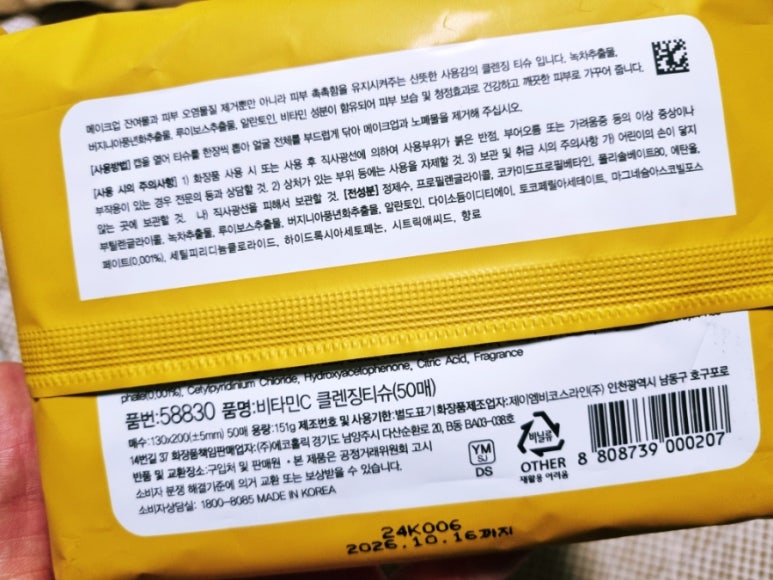 메이크업 잔여물과 피부 오염물질 제거뿐만 아니라 피부 촉촉함을 유지시켜주는 산뜻한 사용감의 클렌징 티슈 입니다. 녹차추출물,
버지니아풍년화추출물, 루이보스추출물, 알란토인, 비타민 성분이 함유되어 피부 보습 및 청정효과로 건강하고 깨끗한 피부로 가꾸어 줍니다.
[사용방법] 캡을 열어 티슈를 한장씩 뽑아 얼굴 전체를 부드럽게 닦아 메이크업과 노폐물을 제거해 주십시오.
[사용 시의 주의사항] 1) 화장품 사용 시 또는 사용 후 직사광선에 의하여 사용부위가 붉은 반점, 부어오름 또는 가려움증 등의 이상 증상이나
부작용이 있는 경우 전문의 등과 상담할 것. 2) 상처가 있는 부위 등에는 사용을 자제할 것. 3) 보관 및 취급 시의 주의사항 가) 어린이의 손이 닿지
않는 곳에 보관할 것. 나) 직사광선을 피해서 보관할 것. [전성분] 정제수, 프로필렌글라이콜, 코카미도프로필베타인, 폴리솔베이트80, 에탄올,
부틸렌글라이콜, 녹차추출물, 루이보스추출물, 버지니아풍년화추출물, 알란토인, 다이소듐이디티에이, 토코페릴아세테이트, 마그네슘아스코빌포스
페이트(0.001%), 세틸피리디늄클로라이드, 하이드록시아세토페논, 시트릭애씨드, 향료
phate(0.001%), Cetylpyridinium Chloride, Hydroxyacetophenone, Citric Acid, Fragrance
품번:58830 품명:비타민C 클렌징티슈(50매)
매수:130x200(±5mm) 50매 용량:151g 제조번호 및 사용기한:별도표기 화장품제조업자:제이엠비코스라인(주) 인천광역시 남동구 호구포로
14번길 37 화장품책임판매업자:(주)에코홀릭 경기도 남양주시 다산순환로 20, B동 BA03-038호
반품 및 교환장소:구입처 및 판매원 • 본 제품은 공정거래위원회 고시
소비자 분쟁 해결기준에 의거 교환 또는 보상받을 수 있습니다.
소비자상담실: 1800-8085 MADE IN KOREA
YM
SJ
DS
비닐류
OTHER
재활용 어려움
8 808739 000207
24K006
2026.10.16까지